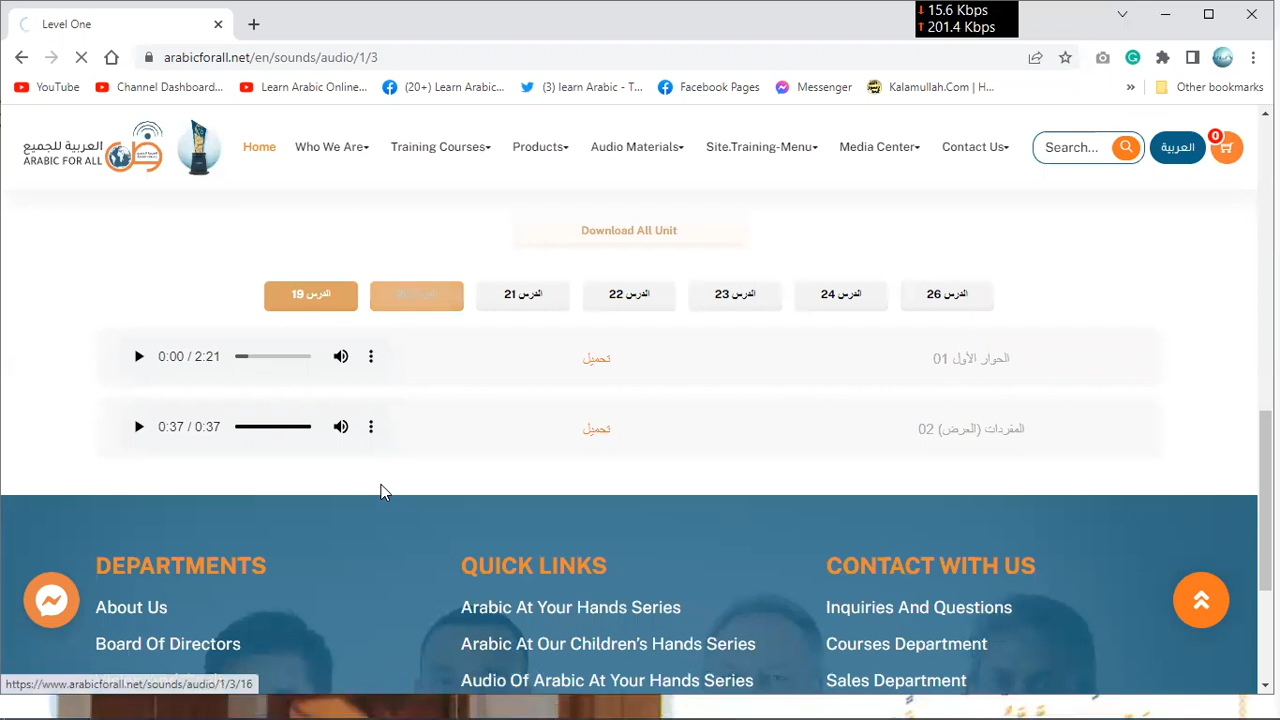 Level One
15.6 Kbps
201.4 Kbps
arabicforall.net/en/sounds/audio/1/3
YouTube
Channel Dashboard...
Learn Arabic Online...
(20+) Learn Arabic...
(3) learn Arabic - T...
Facebook Pages
Messenger
Kalamullah.Com | H...
Other bookmarks
العربية للجميع
ARABIC FOR ALL
Home
Who We Are
Training Courses
Products
Audio Materials
Site.Training-Menu
Media Center
Contact Us
Search...
العربية
0
Download All Unit
الدرس 19
الدرس 21
الدرس 22
الدرس 23
الدرس 24
الدرس 26
0:00 / 2:21
تحميل
الحوار الأول 01
0:37 / 0:37
تحميل
المفردات (العرض) 02
DEPARTMENTS
QUICK LINKS
CONTACT WITH US
About Us
Arabic At Your Hands Series
Inquiries And Questions
Board Of Directors
Arabic At Our Children's Hands Series
Courses Department
Audio Of Arabic At Your Hands Series
Sales Department
https://www.arabicforall.net/sounds/audio/1/3/16